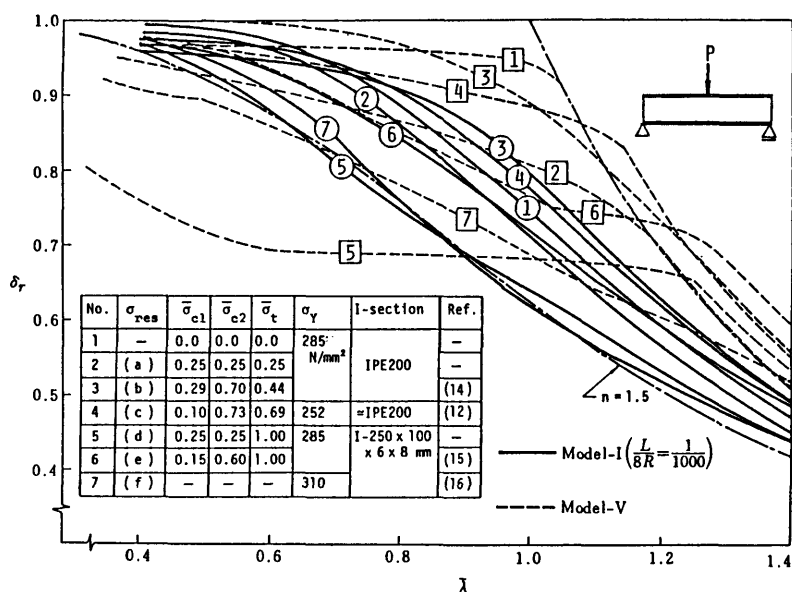 1.0
0.9
0.8
0.7
0.6
0.5
0.4
δr
0.4 0.6 0.8 1.0 1.2 1.4
λ̄
P
1
3
4
2
6
7
5
3
2
4
6
1
7
5
n = 1.5
No. σres σ̄c1 σ̄c2 σ̄t σY I-section Ref.
1 — 0.0 0.0 0.0 285 N/mm² IPE200 —
2 (a) 0.25 0.25 0.25 —
3 (b) 0.29 0.70 0.44 (14)
4 (c) 0.10 0.73 0.69 252 ≈IPE200 (12)
5 (d) 0.25 0.25 1.00 285 I-250 x 100 x 6 x 8 mm —
6 (e) 0.15 0.60 1.00 (15)
7 (f) — — — 310 (16)
Model-I (L/8R = 1/1000)
Model-V